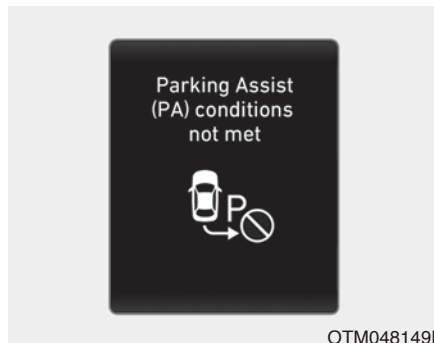 Parking Assist
(PA) conditions
not met
P
OTM048149L